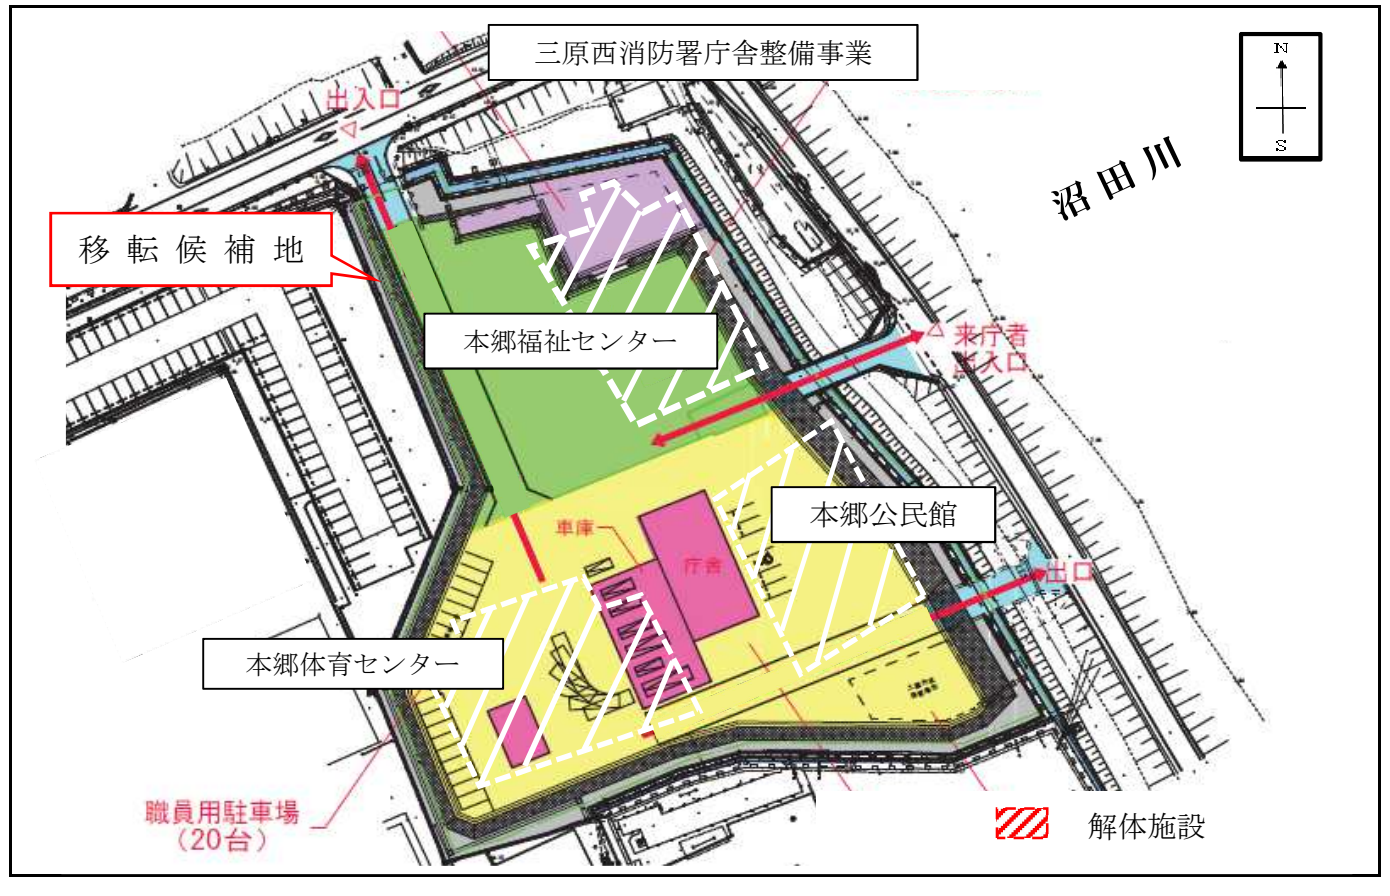 三原西消防署庁舎整備事業
N
S
出入口
沼田川
移転候補地
本郷福祉センター
来庁者
出入口
本郷公民館
車庫
庁舎
P
出口
本郷体育センター
職員用駐車場
(20台)
解体施設